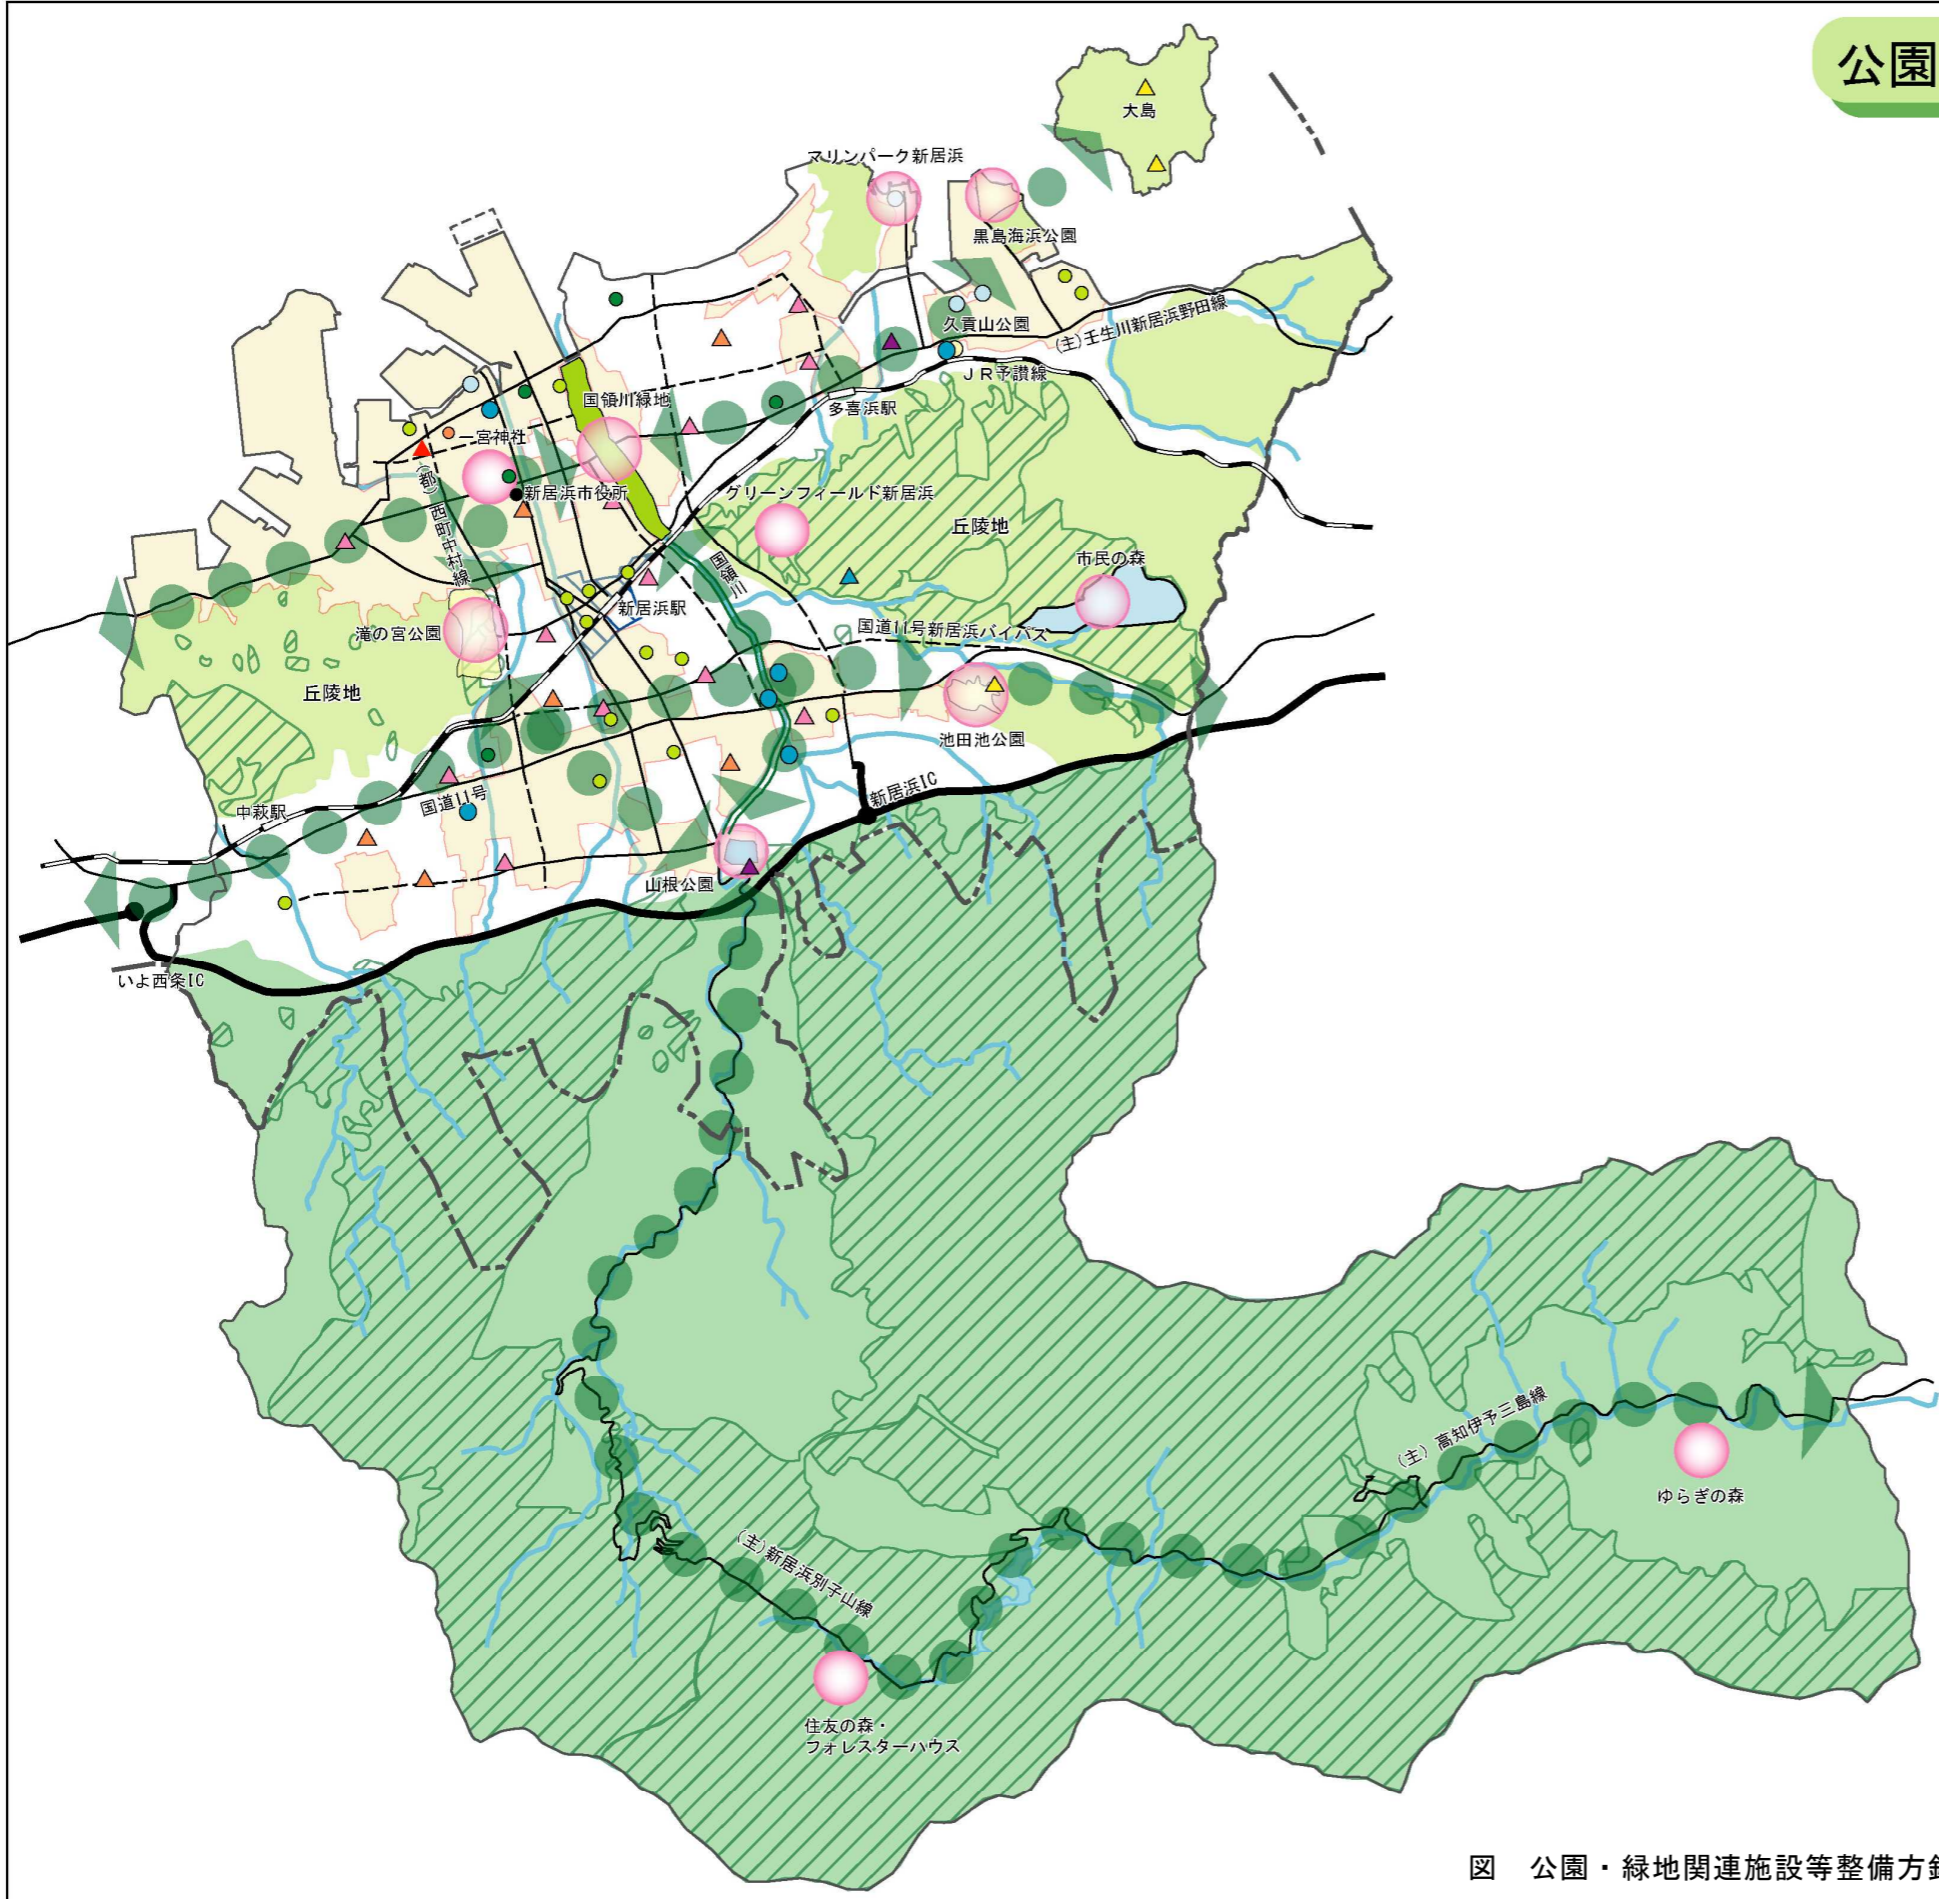 公園
大島
マリンパーク新居浜
黒島海浜公園
久貢山公園
(主)壬生川新居浜野田線
JR予讃線
多喜浜駅
国領川緑地
一宮神社
新居浜市役所
(都)西町中村線
グリーンフィールド新居浜
丘陵地
市民の森
国領川
新居浜駅
滝の宮公園
国道11号新居浜バイパス
丘陵地
池田池公園
新居浜IC
国道11号
中萩駅
山根公園
いよ西条IC
(主)高知伊予三島線
ゆらぎの森
(主)新居浜別子山線
住友の森・
フォレスターハウス
図 公園・緑地関連施設等整備方